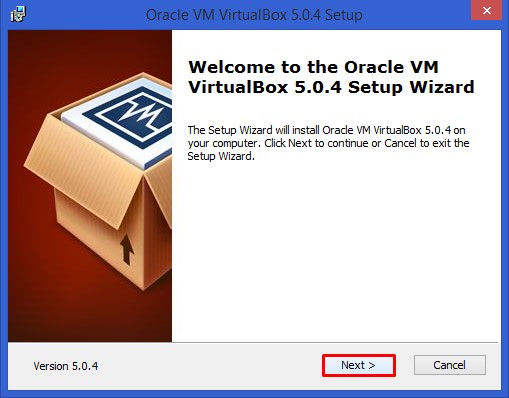 Oracle VM VirtualBox 5.0.4 Setup
Welcome to the Oracle VM
VirtualBox 5.0.4 Setup Wizard
The Setup Wizard will install Oracle VM VirtualBox 5.0.4 on
your computer. Click Next to continue or Cancel to exit the
Setup Wizard.
Version 5.0.4
Next >
Cancel